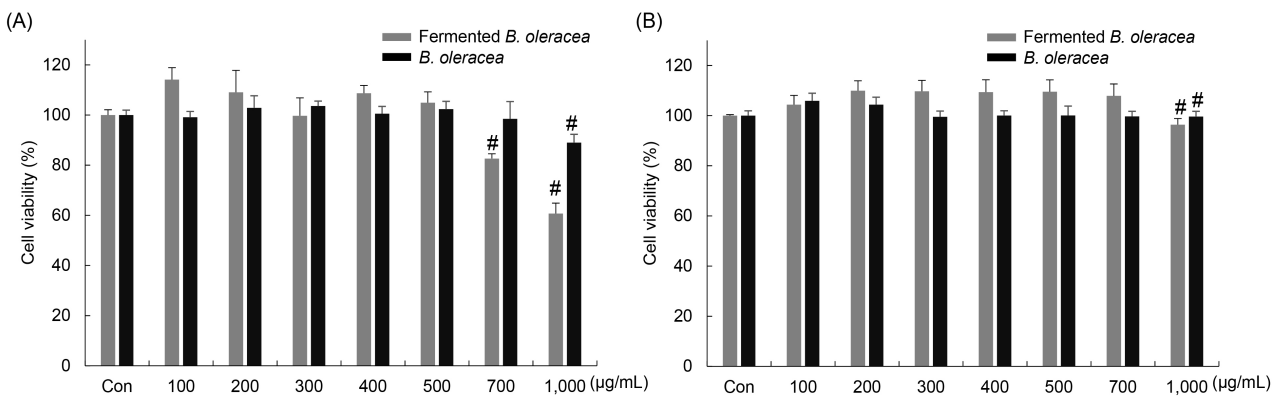 (A)
Fermented B. oleracea
B. oleracea
Cell viability (%)
120
100
80
60
40
20
0
# # #
Con 100 200 300 400 500 700 1,000 (μg/mL)
(B)
Fermented B. oleracea
B. oleracea
Cell viability (%)
120
100
80
60
40
20
0
# #
Con 100 200 300 400 500 700 1,000 (μg/mL)